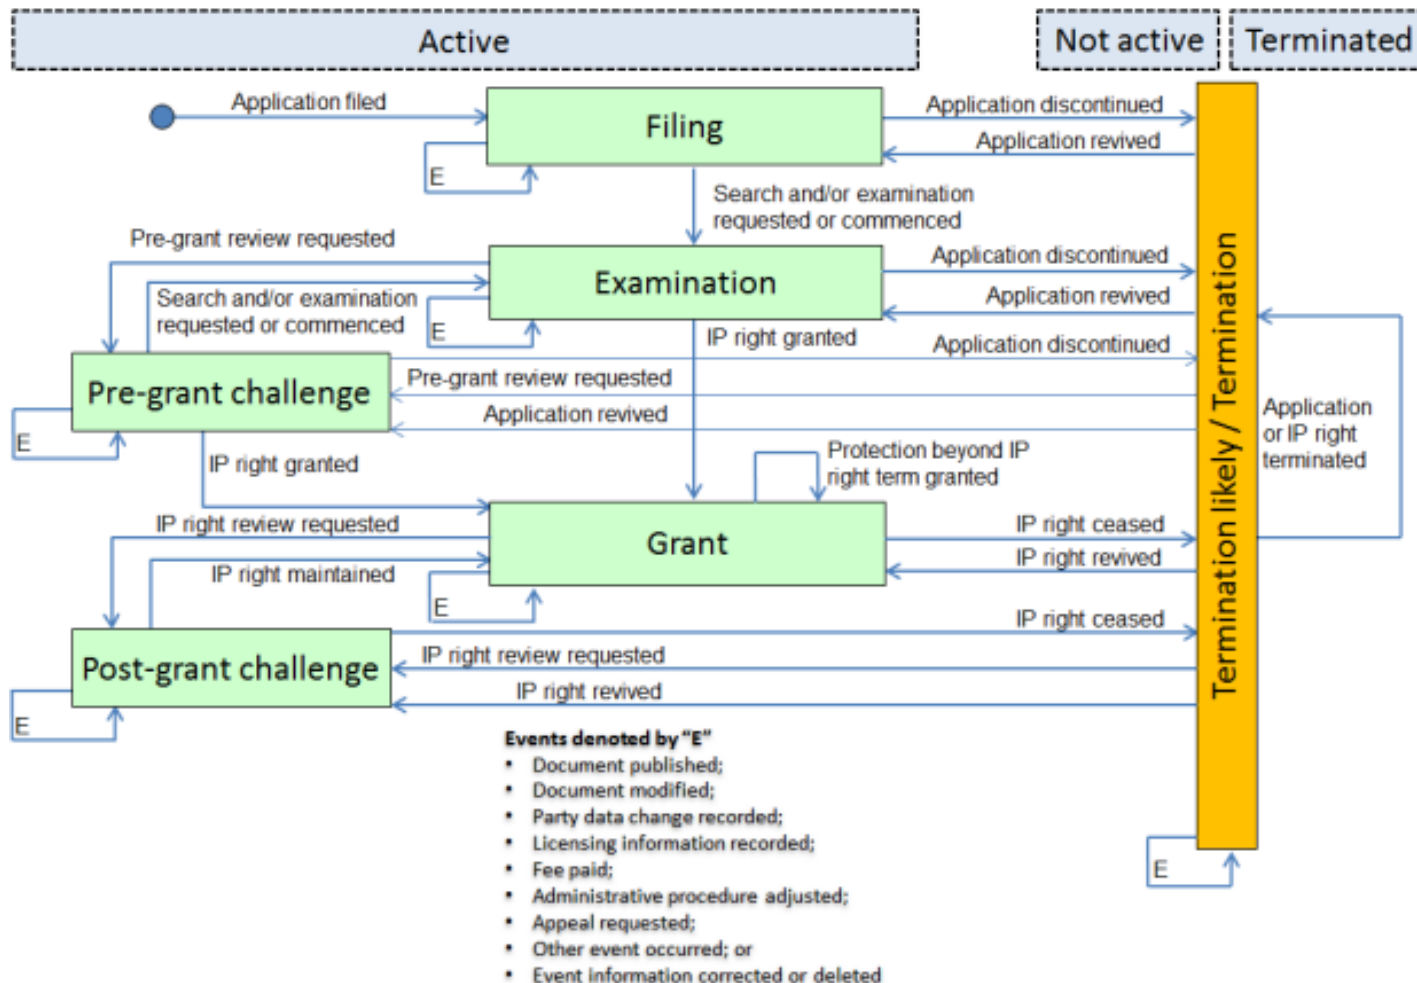 Active
Not active
Terminated
Application filed
Filing
Application discontinued
Application revived
E
Search and/or examination
requested or commenced
Pre-grant review requested
Examination
Application discontinued
Application revived
Search and/or examination
requested or commenced
E
IP right granted
Application discontinued
Pre-grant challenge
Pre-grant review requested
Application revived
E
IP right granted
Application
or IP right
terminated
Termination likely / Termination
Protection beyond IP
right term granted
IP right review requested
Grant
IP right ceased
IP right revived
IP right maintained
E
IP right ceased
Post-grant challenge
IP right review requested
IP right revived
E
Events denoted by “E”
• Document published;
• Document modified;
• Party data change recorded;
• Licensing information recorded;
• Fee paid;
• Administrative procedure adjusted;
• Appeal requested;
• Other event occurred; or
• Event information corrected or deleted
E